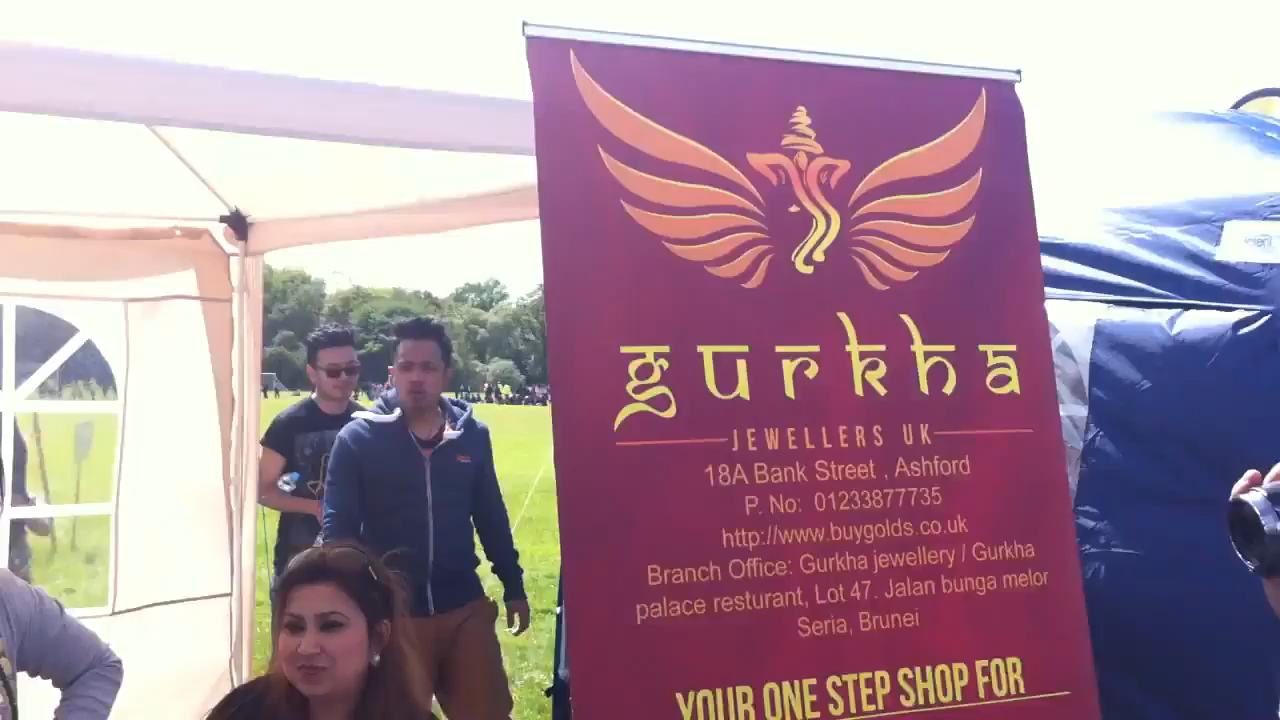 gurkha
JEWELLERS UK
18A Bank Street , Ashford
P. No: 01233877735
http://www.buygolds.co.uk
Branch Office: Gurkha jewellery / Gurkha
palace resturant, Lot 47. Jalan bunga melor
Seria, Brunei
YOUR ONE STEP SHOP FOR